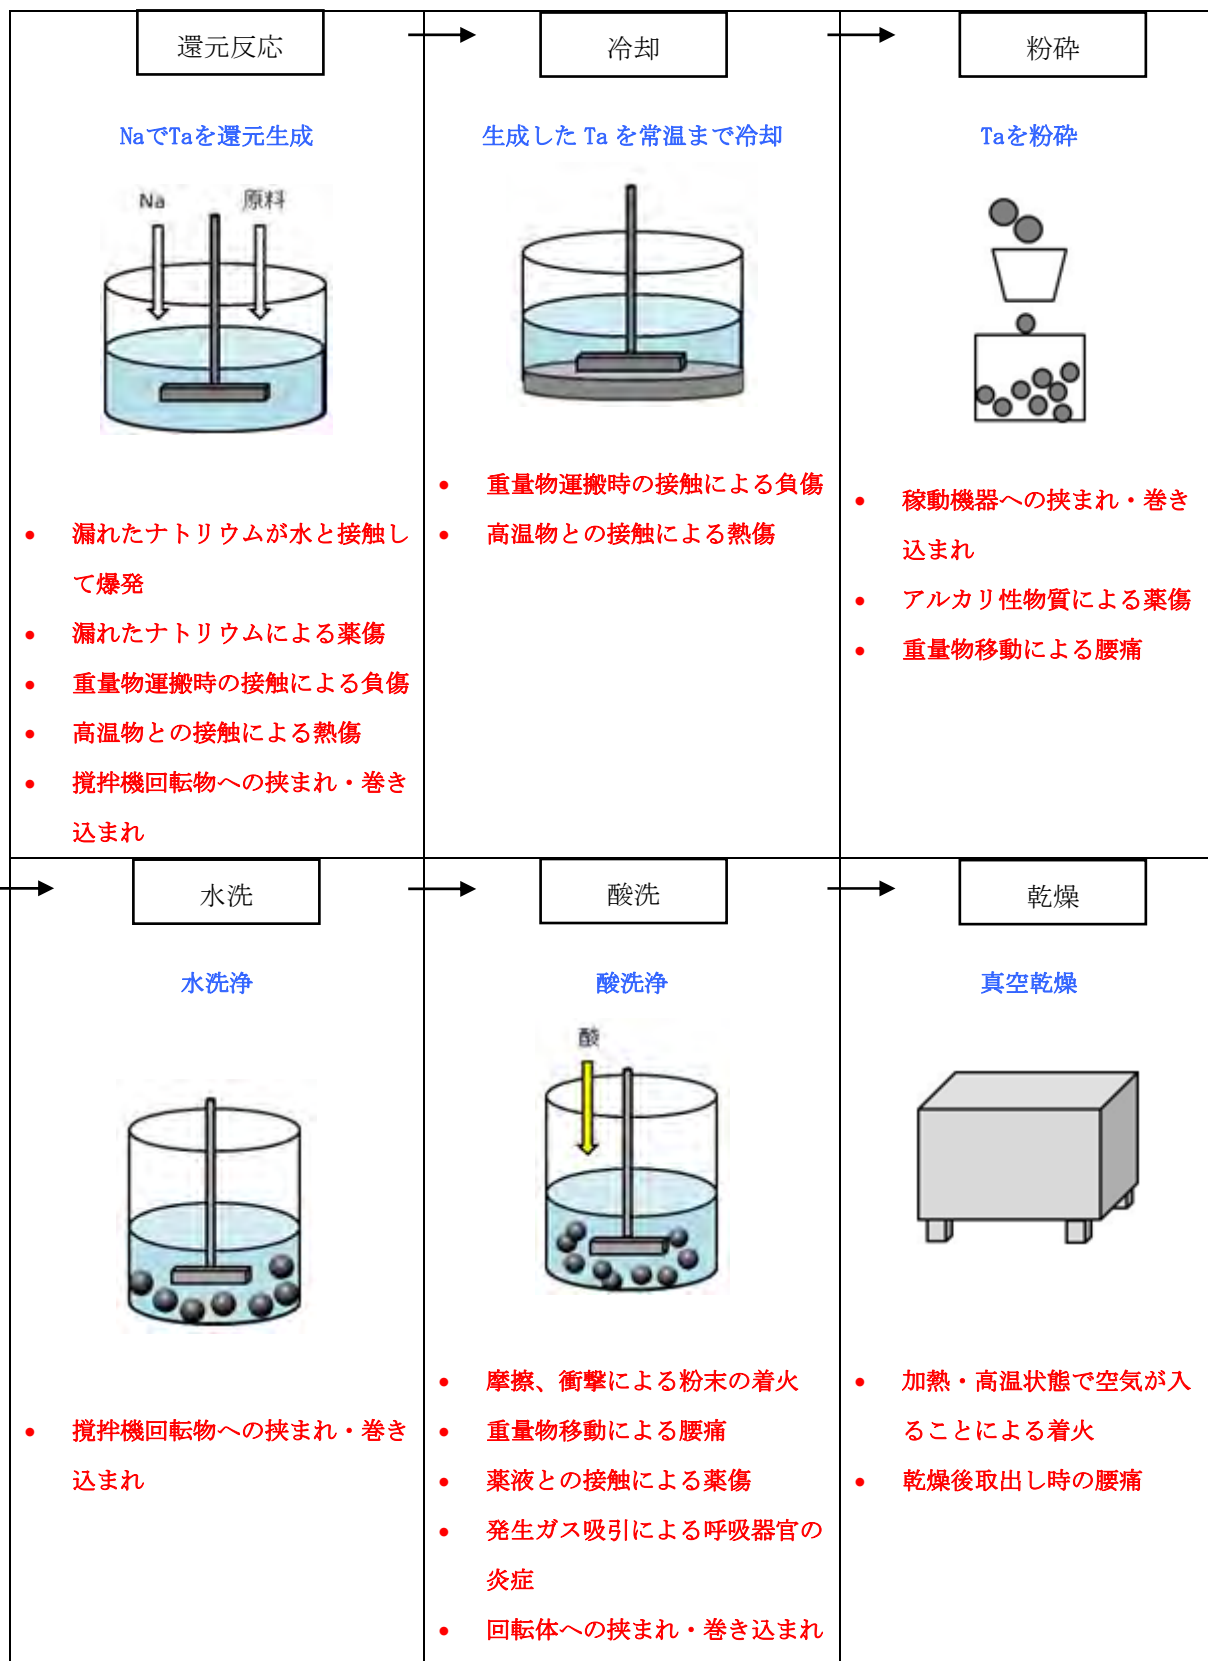 還元反応
NaでTaを還元生成
Na
原料
• 漏れたナトリウムが水と接触し
て爆発
• 漏れたナトリウムによる薬傷
• 重量物運搬時の接触による負傷
• 高温物との接触による熱傷
• 撹拌機回転物への挟まれ・巻き
込まれ
冷却
生成した Ta を常温まで冷却
• 重量物運搬時の接触による負傷
• 高温物との接触による熱傷
粉砕
Taを粉砕
• 稼動機器への挟まれ・巻き
込まれ
• アルカリ性物質による薬傷
• 重量物移動による腰痛
水洗
水洗浄
• 撹拌機回転物への挟まれ・巻き
込まれ
酸洗
酸洗浄
酸
• 摩擦、衝撃による粉末の着火
• 重量物移動による腰痛
• 薬液との接触による薬傷
• 発生ガス吸引による呼吸器官の
炎症
• 回転体への挟まれ・巻き込まれ
乾燥
真空乾燥
• 加熱・高温状態で空気が入
ることによる着火
• 乾燥後取出し時の腰痛